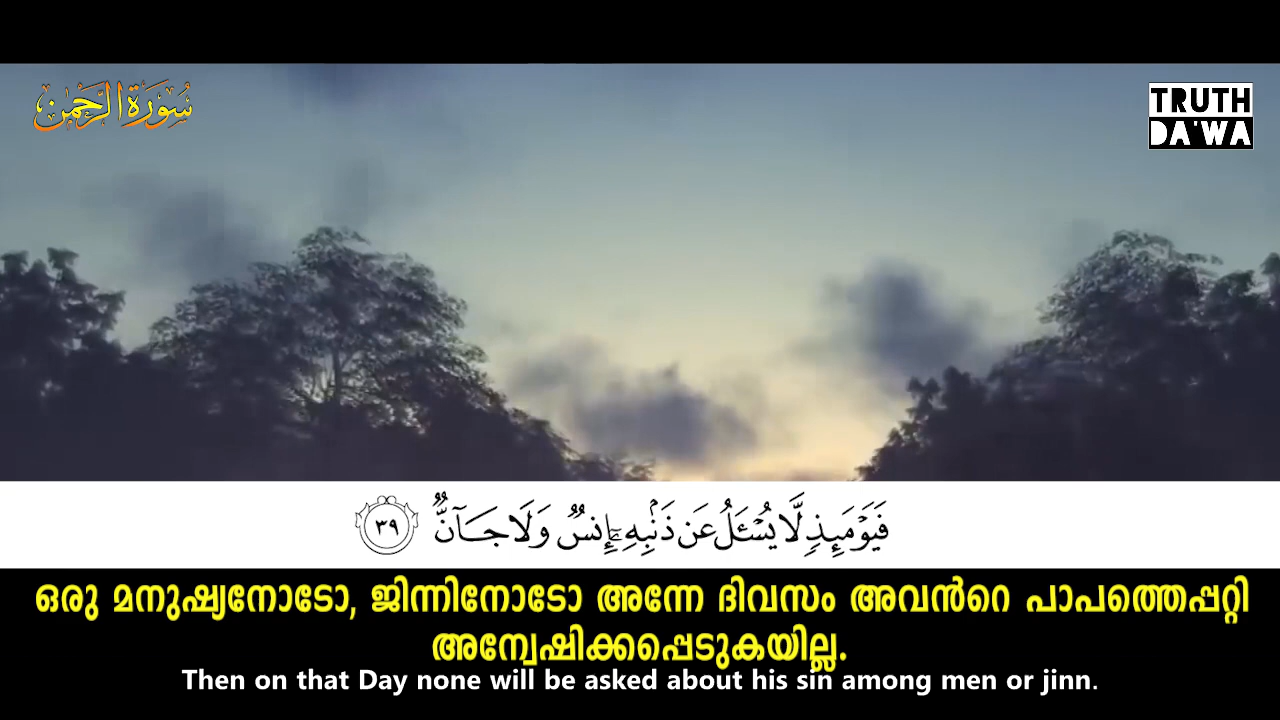 سُورَةُ الرَّحْمٰن
TRUTH
DA'WA
فَيَوْمَئِذٍ لَّا يُسْـَٔلُ عَن ذَنۢبِهِۦٓ إِنسٌ وَلَا جَآنٌّ ٣٩
ഒരു മനുഷ്യനോടോ, ജിന്നിനോടോ അന്നേ ദിവസം അവൻറെ പാപത്തെപ്പറ്റി
അന്വേഷിക്കപ്പെടുകയില്ല.
Then on that Day none will be asked about his sin among men or jinn.